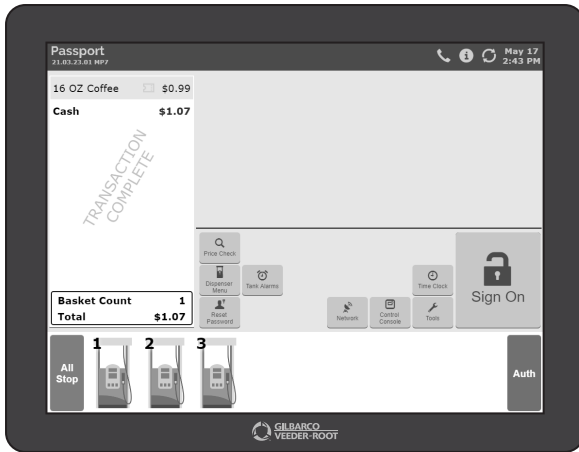 Passport
21.03.23.01 MP7
May 17
2:43 PM
16 OZ Coffee $0.99
Cash $1.07
TRANSACTION
COMPLETE
Basket Count 1
Total $1.07
Price Check
Dispenser
Menu
Tank Alarms
Reset
Password
Network
Control
Console
Time Clock
Tools
Sign On
All
Stop
1
2
3
Auth
GILBARCO
VEEDER-ROOT